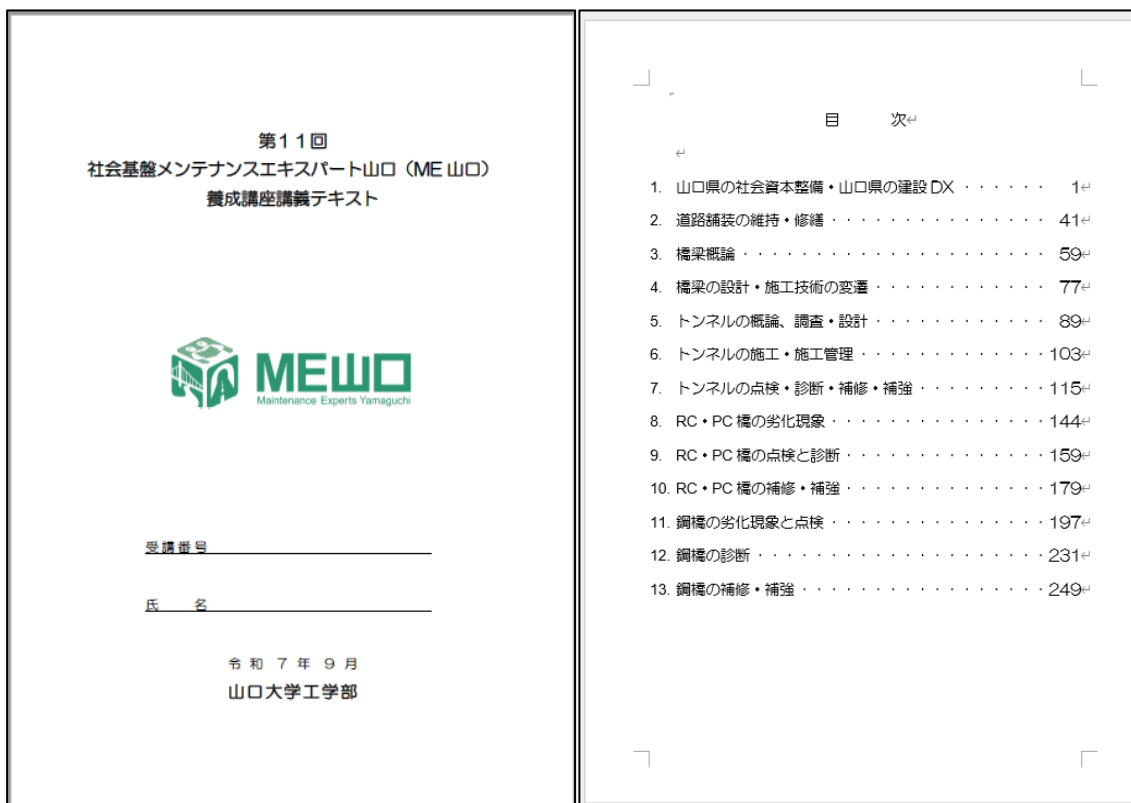 第11回
社会基盤メンテナンスエキスパート山口（ME山口）
養成講座講義テキスト
ME山口
Maintenance Experts Yamaguchi
受講番号
氏　　名
令和７年９月
山口大学工学部
目　　　次↵
↵
1. 山口県の社会資本整備・山口県の建設DX ・・・・・・ 1↵
2. 道路舗装の維持・修繕 ・・・・・・・・・・・・・・・ 41↵
3. 橋梁概論 ・・・・・・・・・・・・・・・・・・・・・ 59↵
4. 橋梁の設計・施工技術の変遷 ・・・・・・・・・・・・ 77↵
5. トンネルの概論、調査・設計 ・・・・・・・・・・・・ 89↵
6. トンネルの施工・施工管理 ・・・・・・・・・・・・・103↵
7. トンネルの点検・診断・補修・補強 ・・・・・・・・・115↵
8. RC・PC橋の劣化現象 ・・・・・・・・・・・・・・・144↵
9. RC・PC橋の点検と診断 ・・・・・・・・・・・・・・159↵
10. RC・PC橋の補修・補強 ・・・・・・・・・・・・・・179↵
11. 鋼橋の劣化現象と点検 ・・・・・・・・・・・・・・・197↵
12. 鋼橋の診断 ・・・・・・・・・・・・・・・・・・・・231↵
13. 鋼橋の補修・補強 ・・・・・・・・・・・・・・・・・249↵